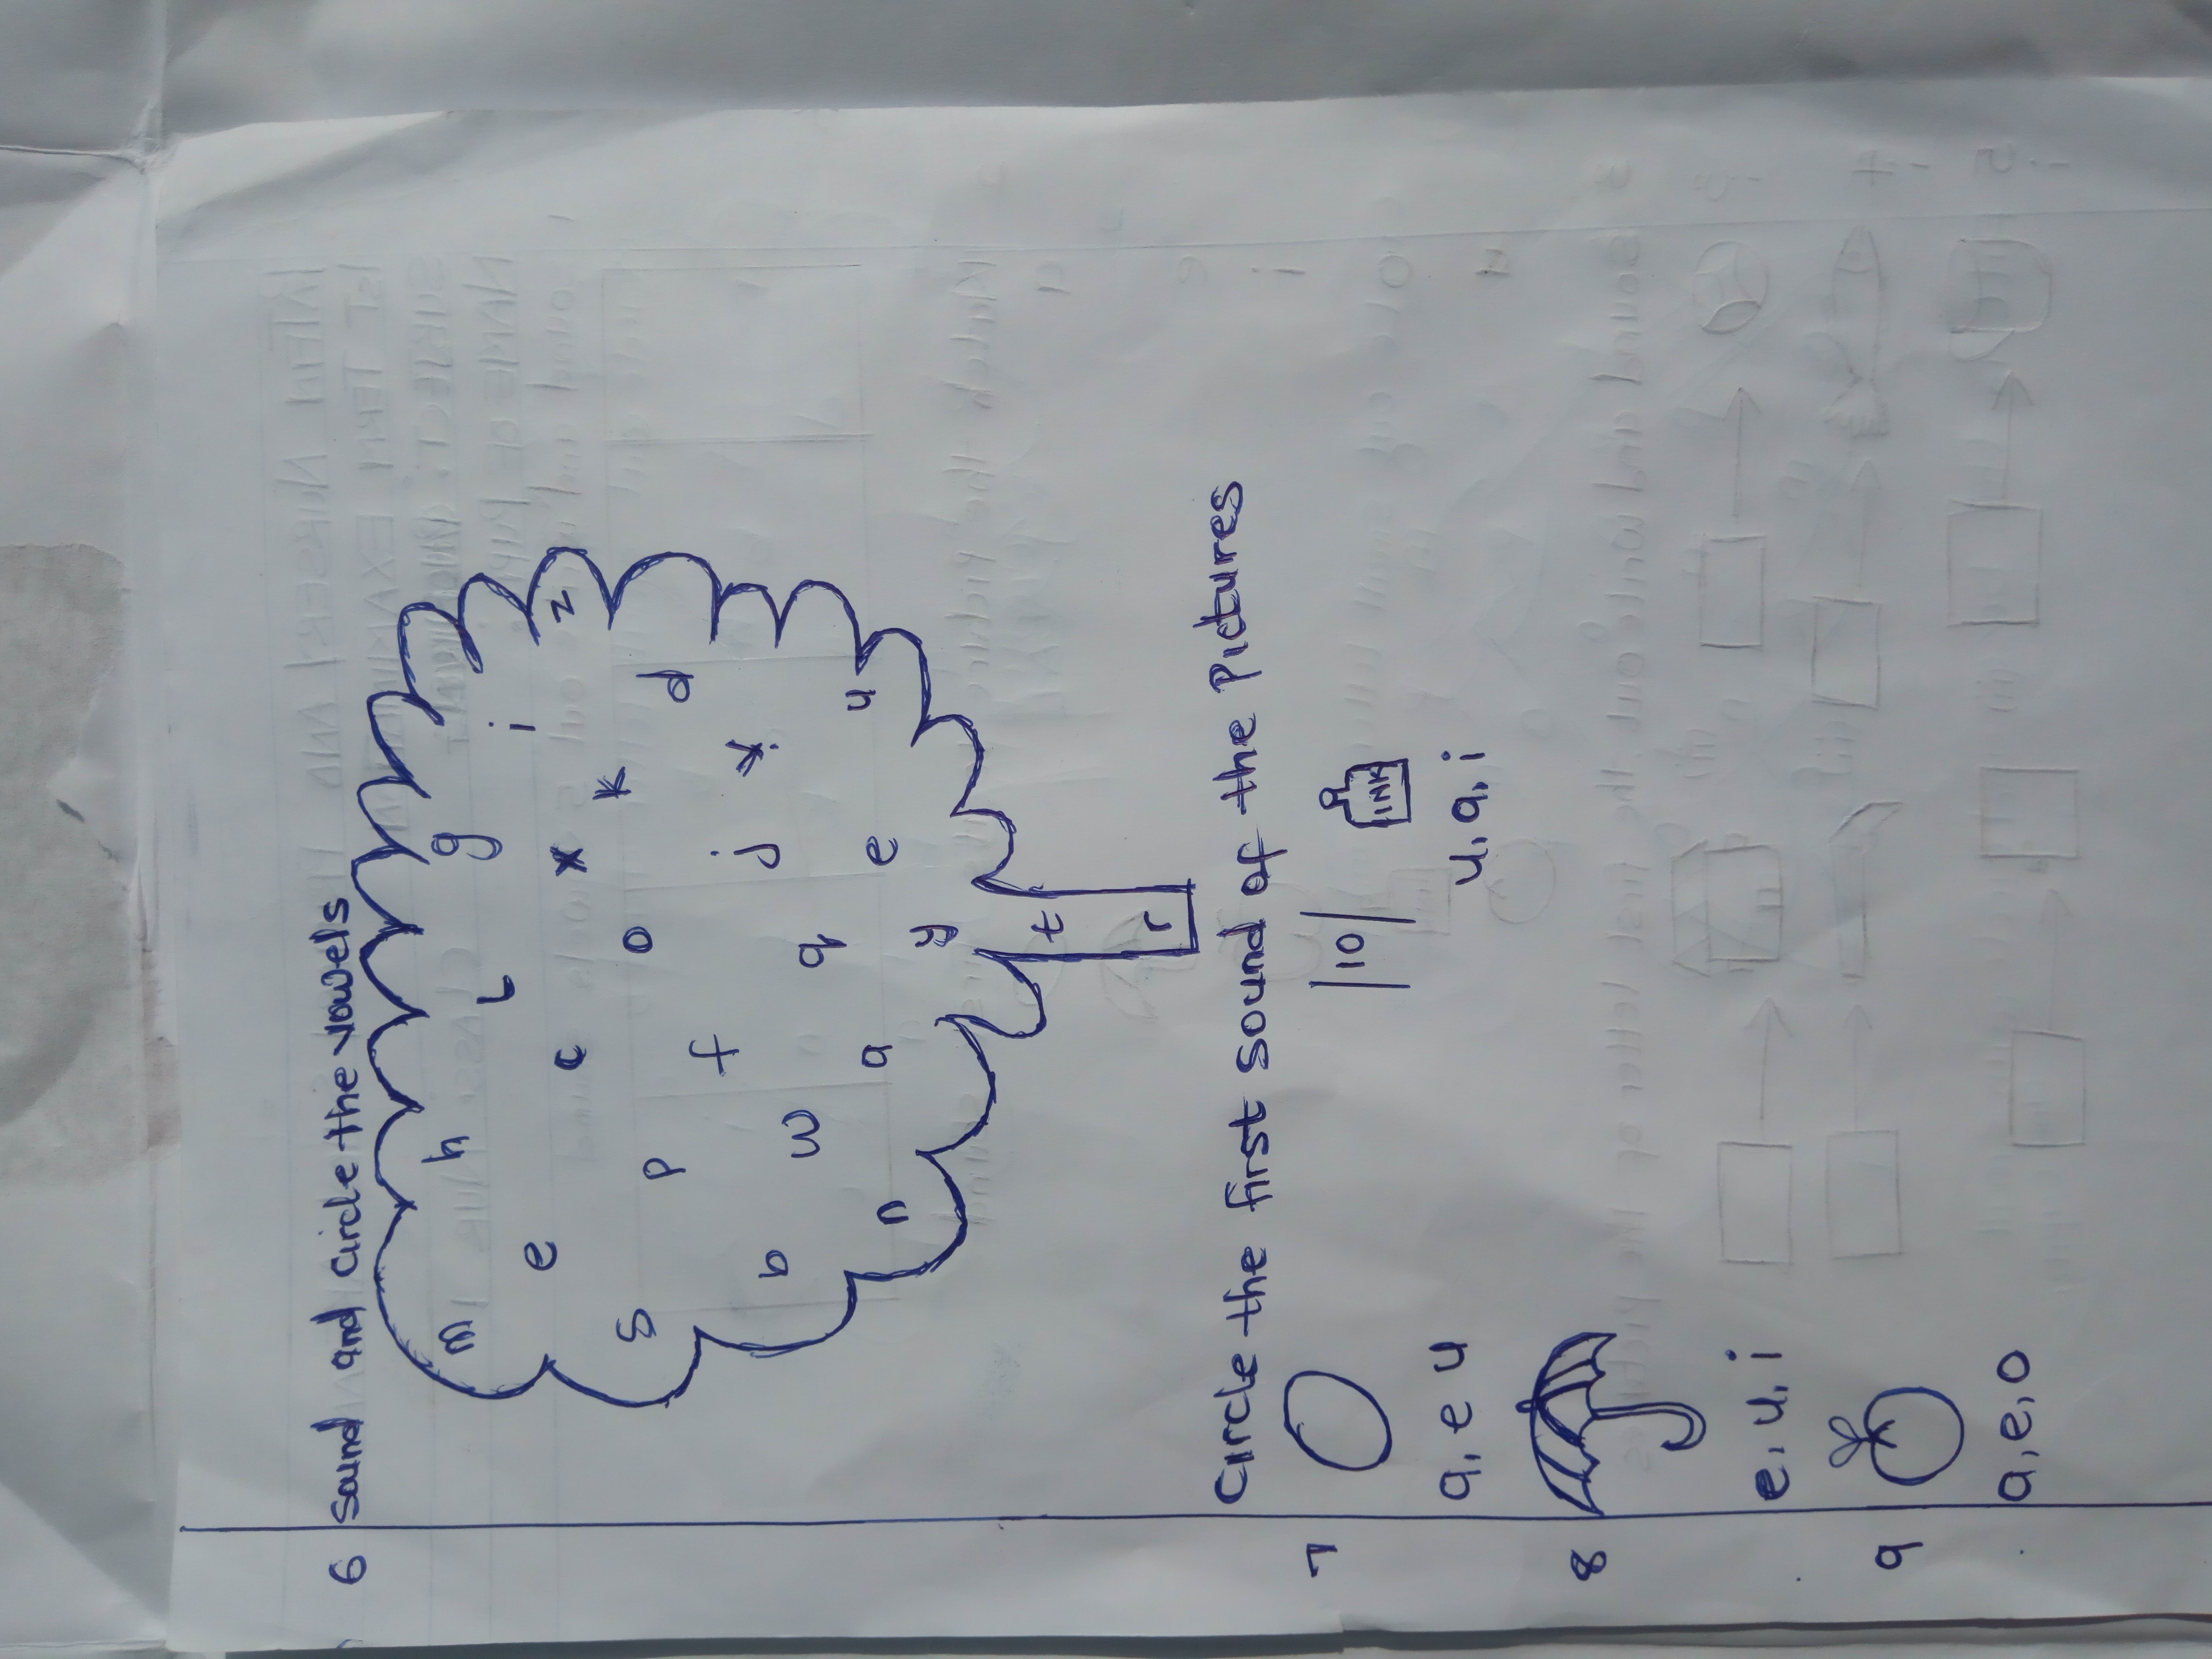 6 Sound and circle the vowels
m h g
L i
e c x z
s o k
p d
f j
b w q
n a e u
y
t
r
Circle the first sound of the Pictures
7 10 INK
a, e u u, a, i
8
e, u, i
9
a, e, o